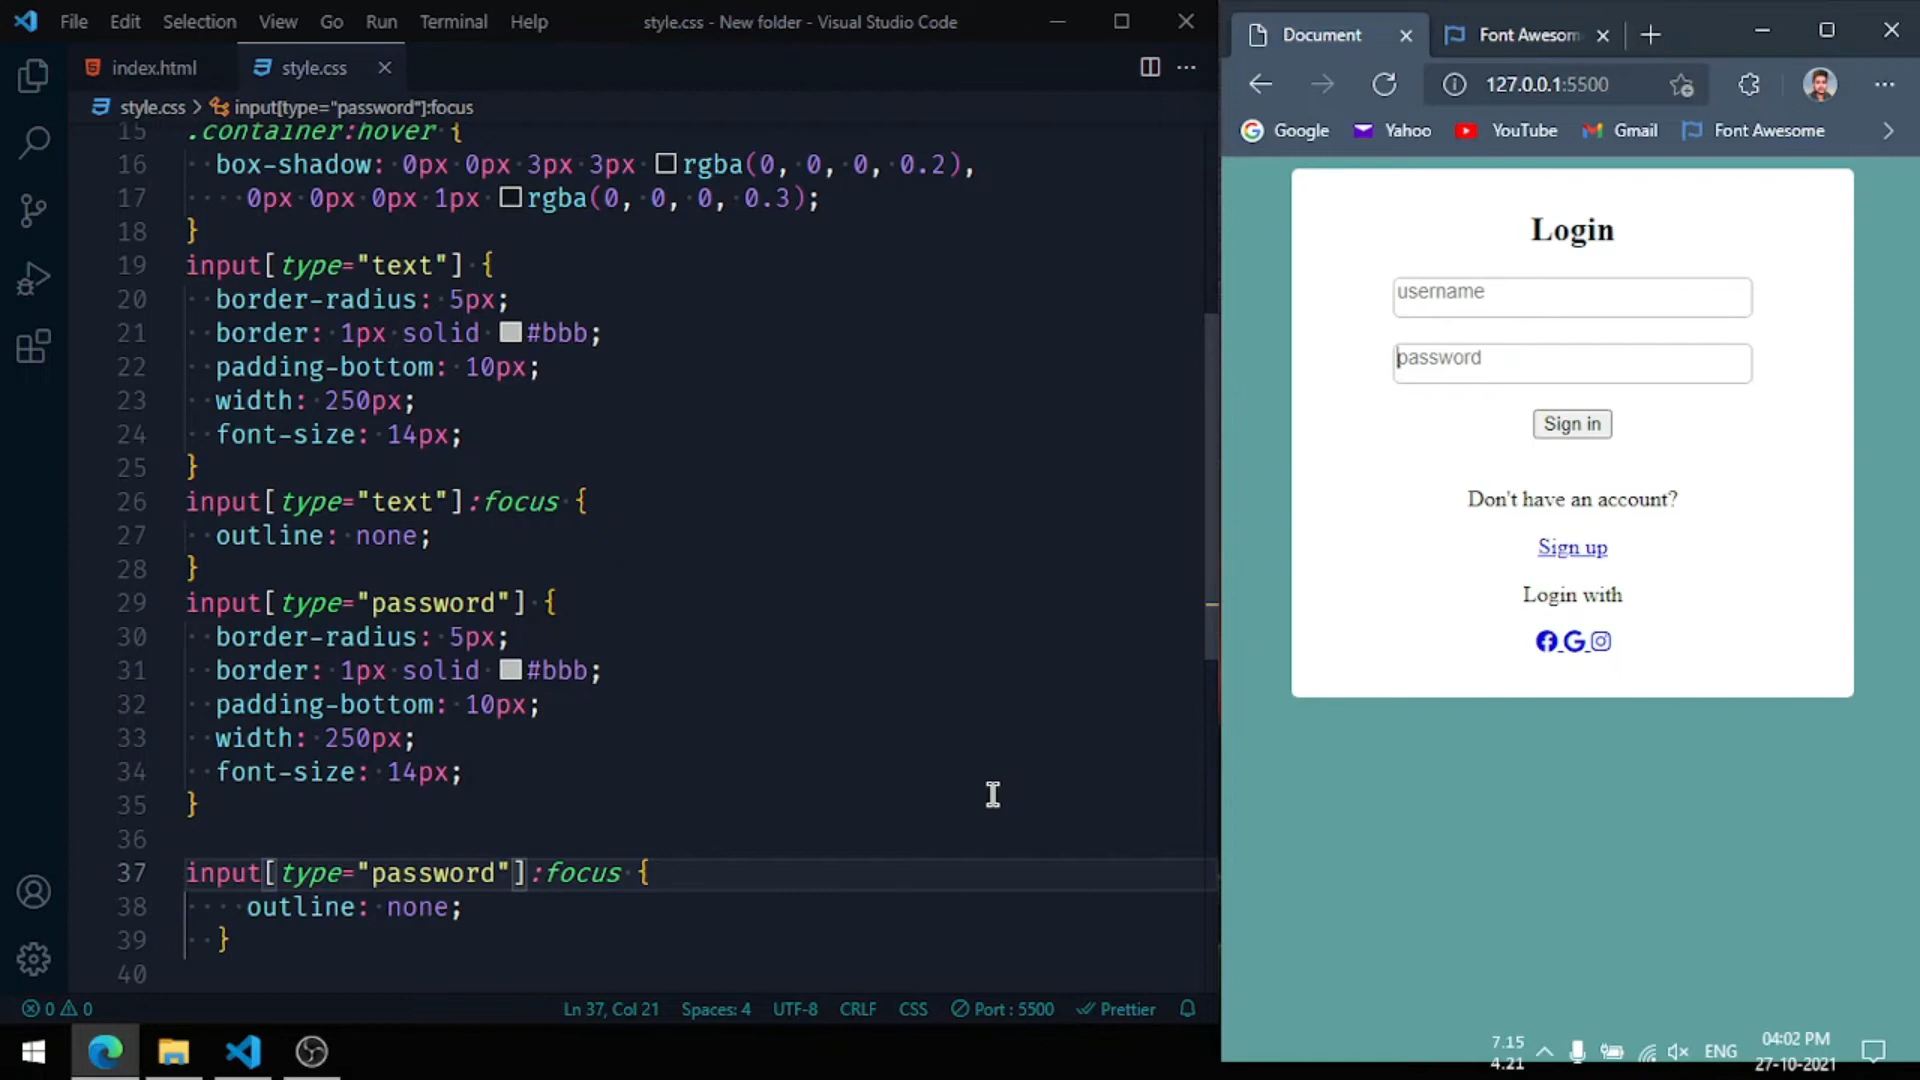 File Edit Selection View Go Run Terminal Help style.css - New folder - Visual Studio Code
index.html style.css
style.css > input[type="password"]:focus
15 .container:hover {
16 box-shadow: 0px 0px 3px 3px rgba(0, 0, 0, 0.2),
17 0px 0px 0px 1px rgba(0, 0, 0, 0.3);
18 }
19 input[type="text"] {
20 border-radius: 5px;
21 border: 1px solid #bbb;
22 padding-bottom: 10px;
23 width: 250px;
24 font-size: 14px;
25 }
26 input[type="text"]:focus {
27 outline: none;
28 }
29 input[type="password"] {
30 border-radius: 5px;
31 border: 1px solid #bbb;
32 padding-bottom: 10px;
33 width: 250px;
34 font-size: 14px;
35 }
36
37 input[type="password"]:focus {
38 outline: none;
39 }
40
0 0 Ln 37, Col 21 Spaces: 4 UTF-8 CRLF CSS Port : 5500 Prettier
Document Font Awesom
127.0.0.1:5500
Google Yahoo YouTube Gmail Font Awesome
Login
username
password
Sign in
Don't have an account?
Sign up
Login with
7.15
4.21
ENG
04:02 PM
27-10-2021